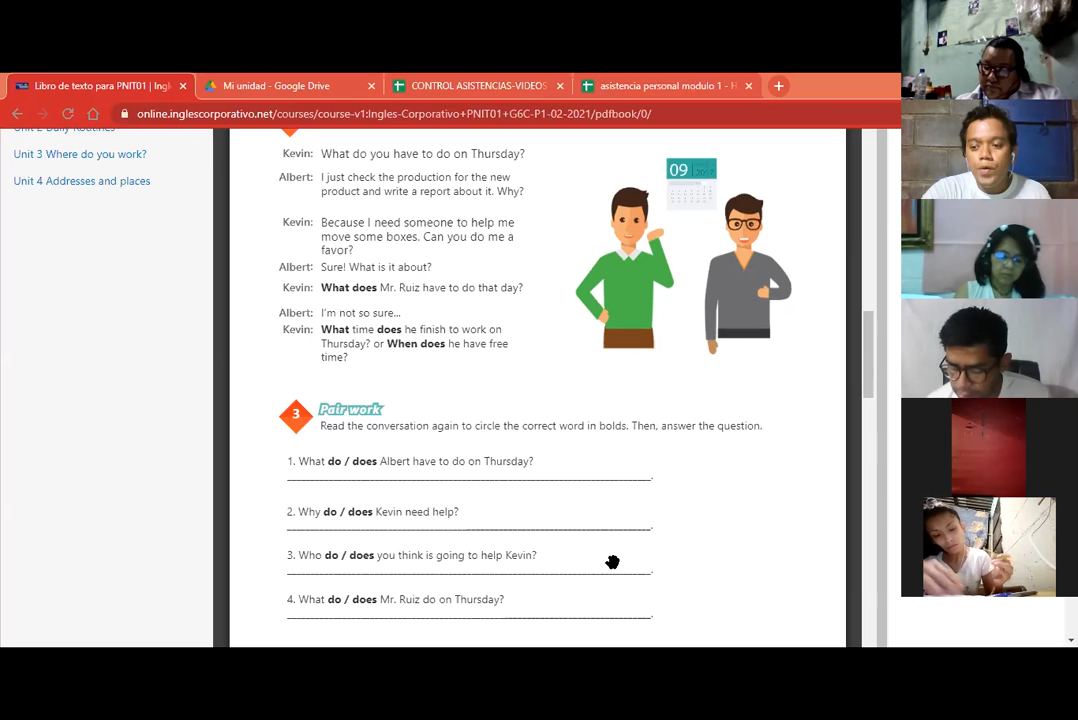 Libro de texto para PNIT01 | Ingl
Mi unidad - Google Drive
CONTROL ASISTENCIAS-VIDEOS
asistencia personal modulo 1 - H
online.inglescorporativo.net/courses/course-v1:Ingles-Corporativo+PNIT01+G6C-P1-02-2021/pdfbook/0/
Unit 2 Daily Routines
Unit 3 Where do you work?
Unit 4 Addresses and places
Kevin: What do you have to do on Thursday?
Albert: I just check the production for the new
product and write a report about it. Why?
Kevin: Because I need someone to help me
move some boxes. Can you do me a
favor?
Albert: Sure! What is it about?
Kevin: What does Mr. Ruiz have to do that day?
Albert: I'm not so sure...
Kevin: What time does he finish to work on
Thursday? or When does he have free
time?
09
3 Pair work
Read the conversation again to circle the correct word in bolds. Then, answer the question.
1. What do / does Albert have to do on Thursday?
2. Why do / does Kevin need help?
3. Who do / does you think is going to help Kevin?
4. What do / does Mr. Ruiz do on Thursday?